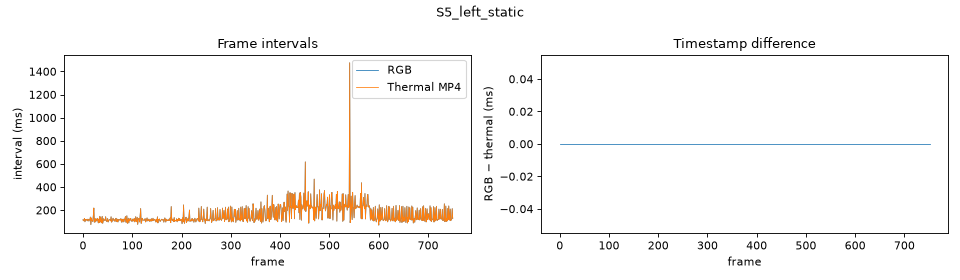 S5_left_static
Frame intervals
interval (ms)
1400
1200
1000
800
600
400
200
0 100 200 300 400 500 600 700
frame
RGB
Thermal MP4
Timestamp difference
RGB − thermal (ms)
0.04
0.02
0.00
−0.02
−0.04
0 100 200 300 400 500 600 700
frame